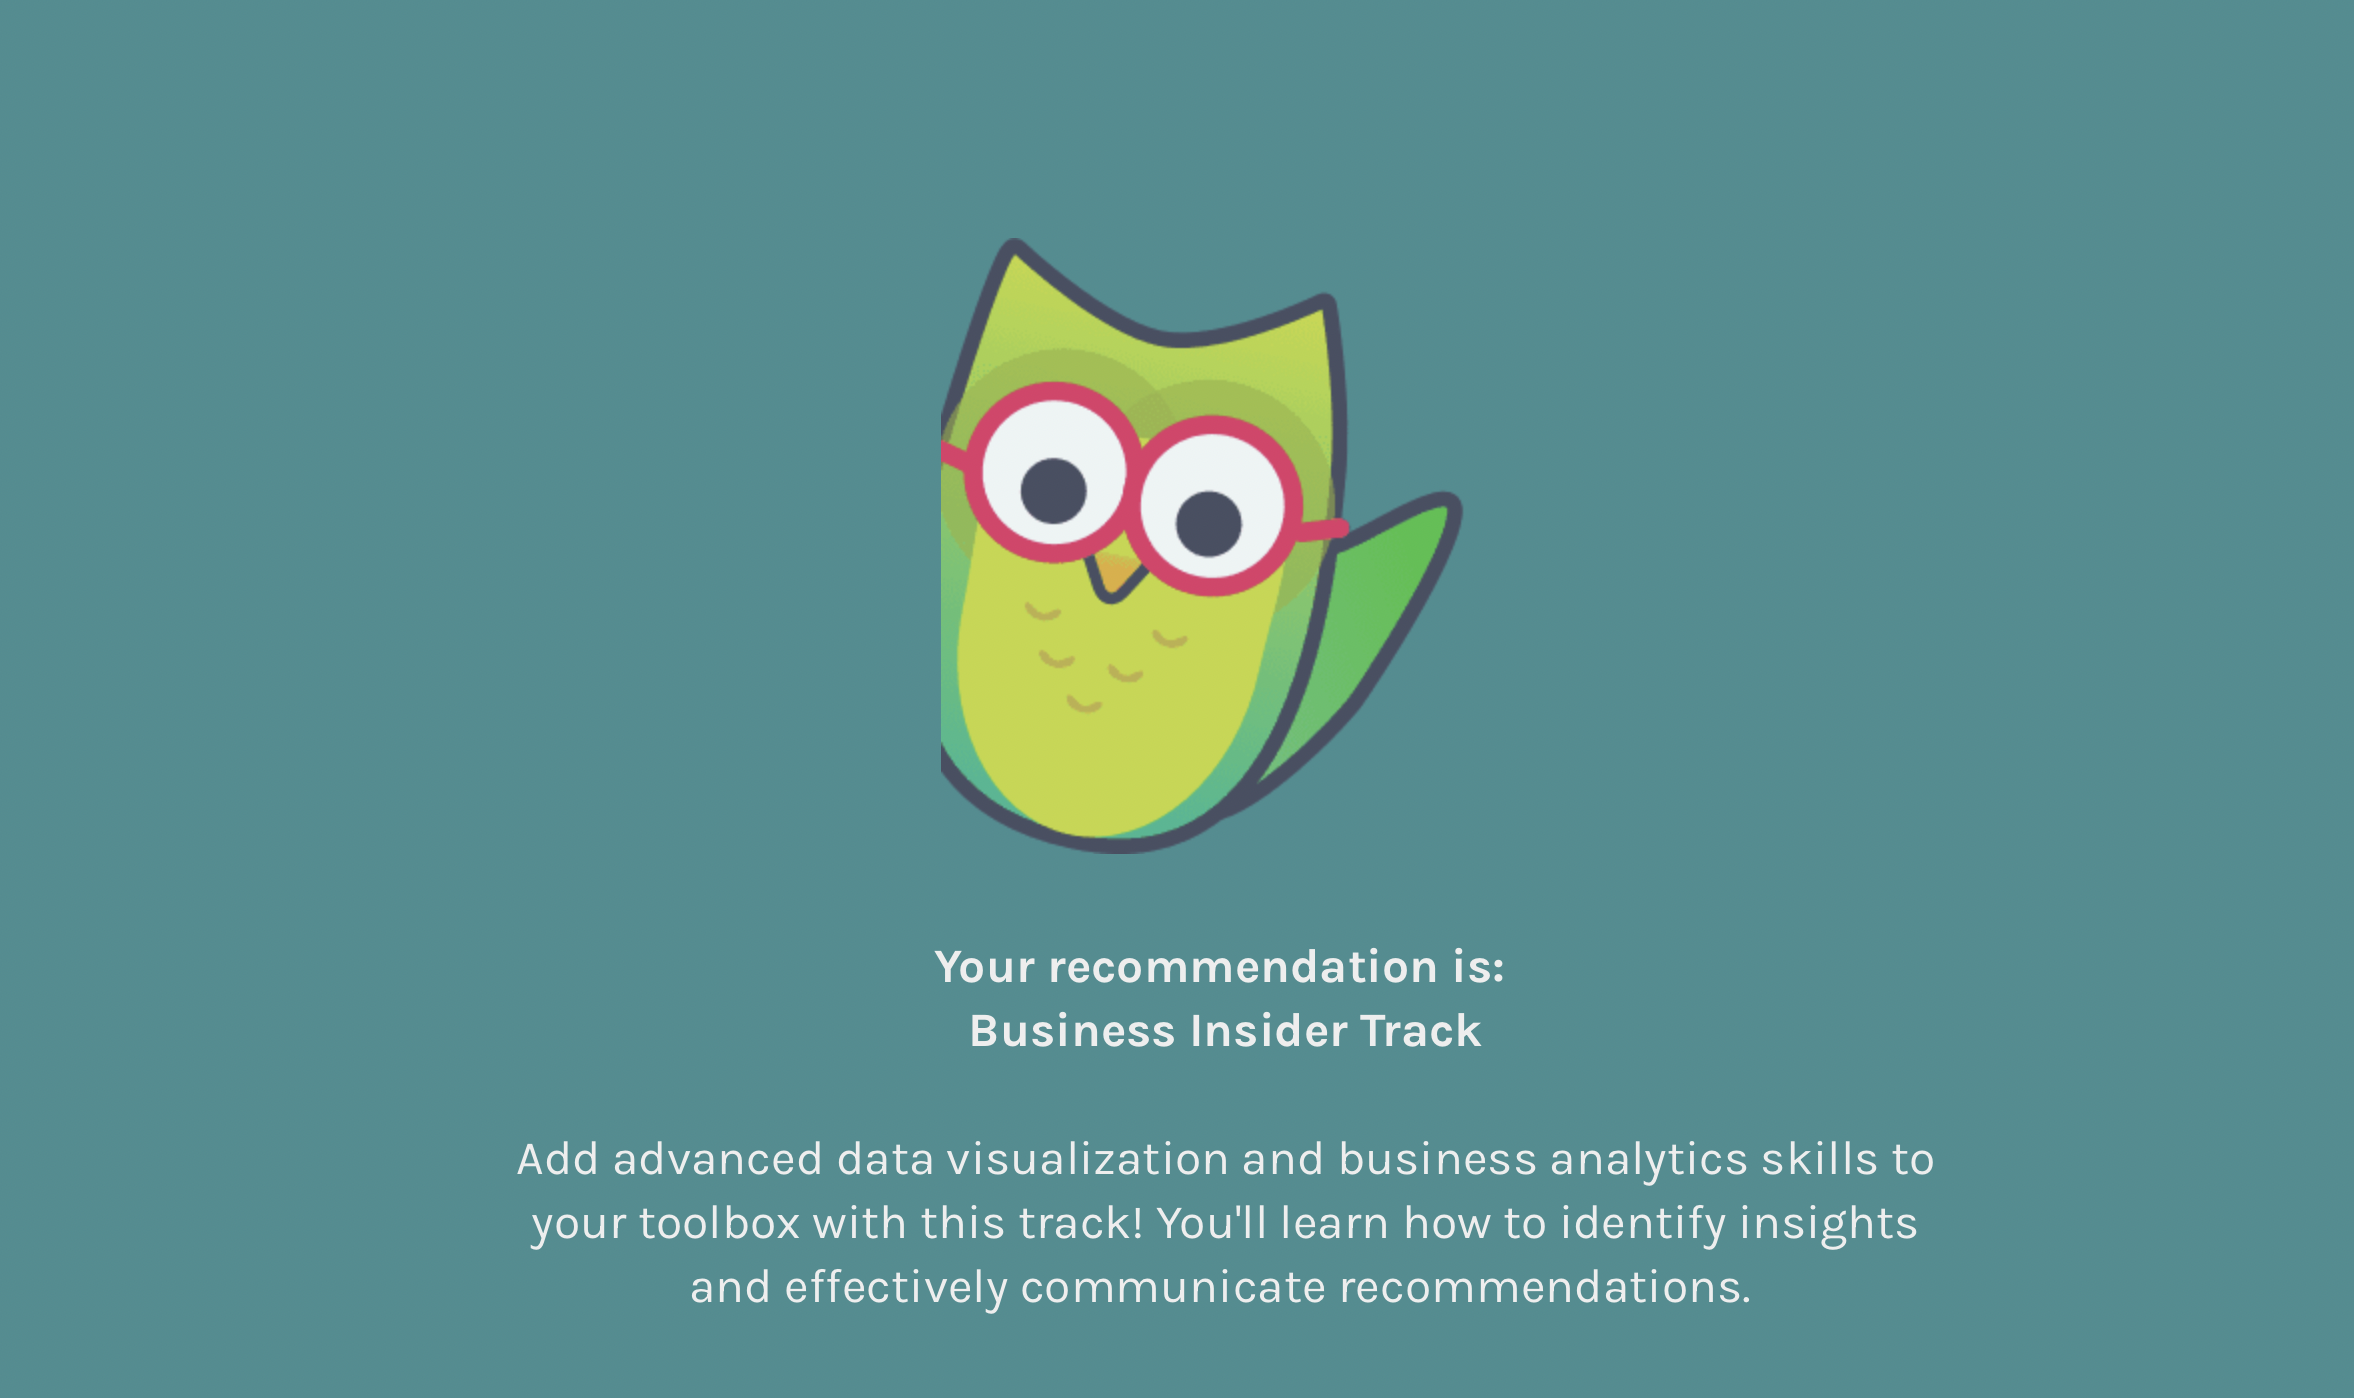 Your recommendation is:
Business Insider Track
Add advanced data visualization and business analytics skills to
your toolbox with this track! You'll learn how to identify insights
and effectively communicate recommendations.